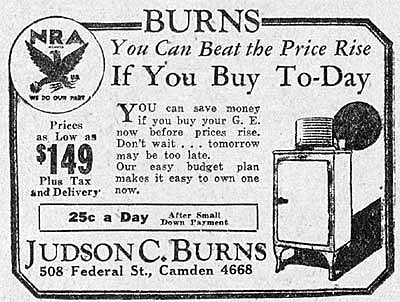 BURNS
NRA
MEMBER
U.S.
WE DO OUR PART
You Can Beat the Price Rise
If You Buy To-Day
YOU can save money
if you buy your G. E.
now before prices rise.
Don't wait . . . tomorrow
may be too late.
Our easy budget plan
makes it easy to own one
now.
Prices
as Low as
$149
Plus Tax
and Delivery
25c a Day
After Small
Down Payment
JUDSON C. BURNS
508 Federal St., Camden 4668